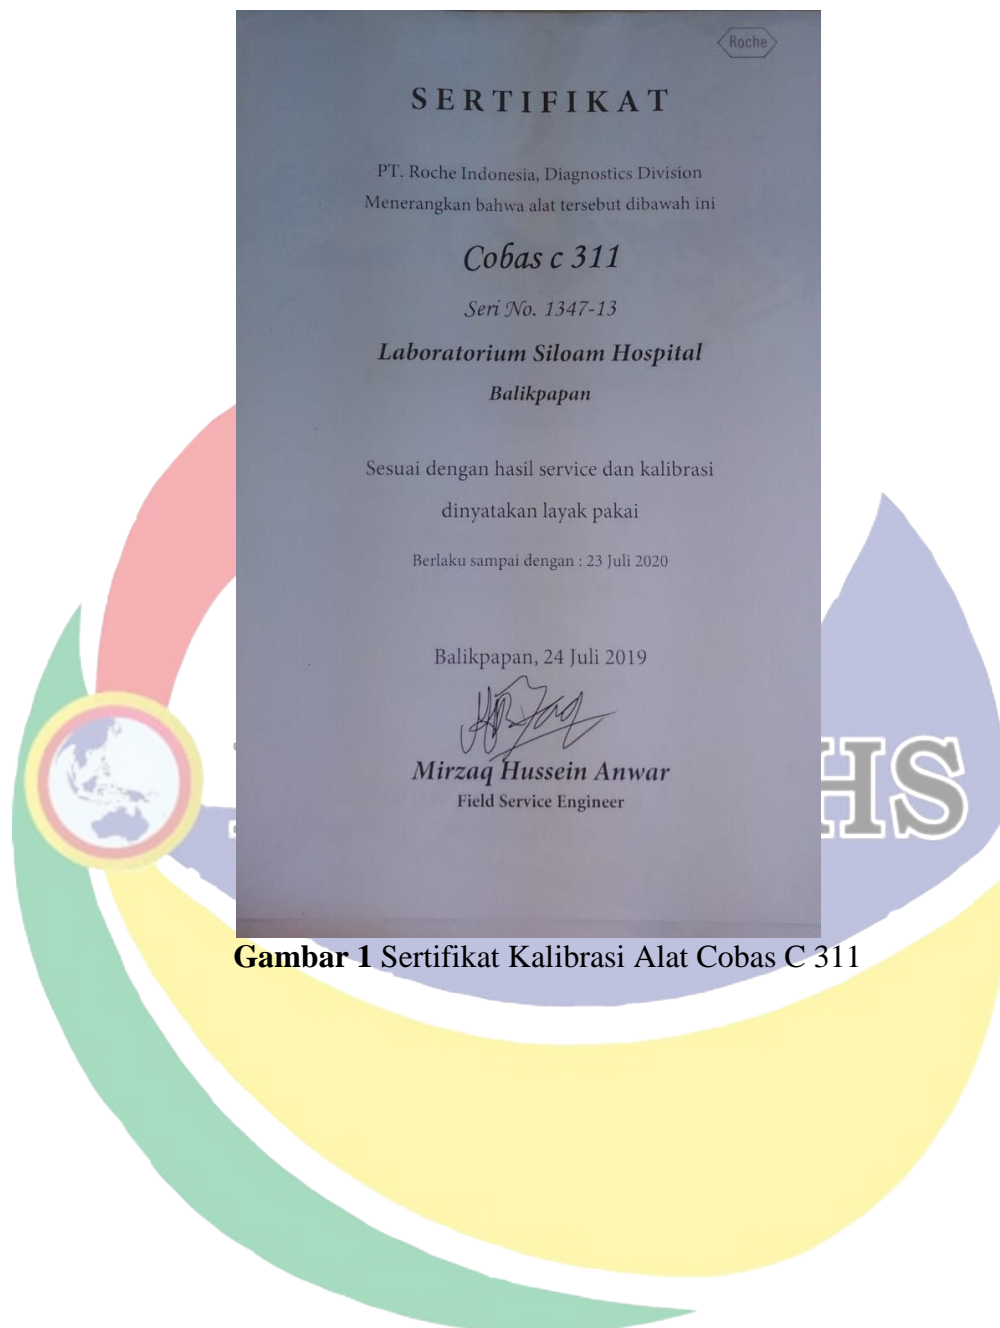 Roche
SERTIFIKAT
PT. Roche Indonesia, Diagnostics Division
Menerangkan bahwa alat tersebut dibawah ini
Cobas c 311
Seri No. 1347-13
Laboratorium Siloam Hospital
Balikpapan
Sesuai dengan hasil service dan kalibrasi
dinyatakan layak pakai
Berlaku sampai dengan : 23 Juli 2020
Balikpapan, 24 Juli 2019
Mirzaq Hussein Anwar
Field Service Engineer
HS
Gambar 1 Sertifikat Kalibrasi Alat Cobas C 311